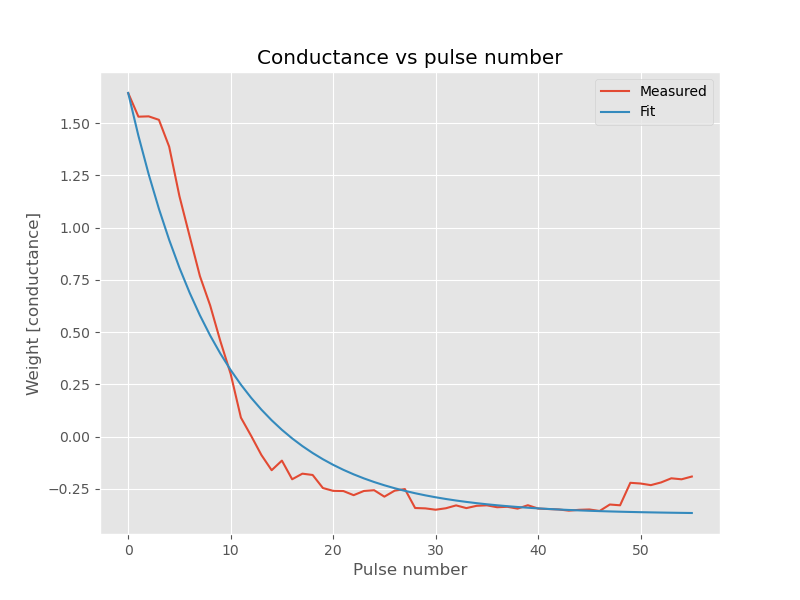 Conductance vs pulse number
Measured
Fit
1.50
1.25
1.00
0.75
0.50
0.25
0.00
−0.25
Weight [conductance]
0 10 20 30 40 50
Pulse number